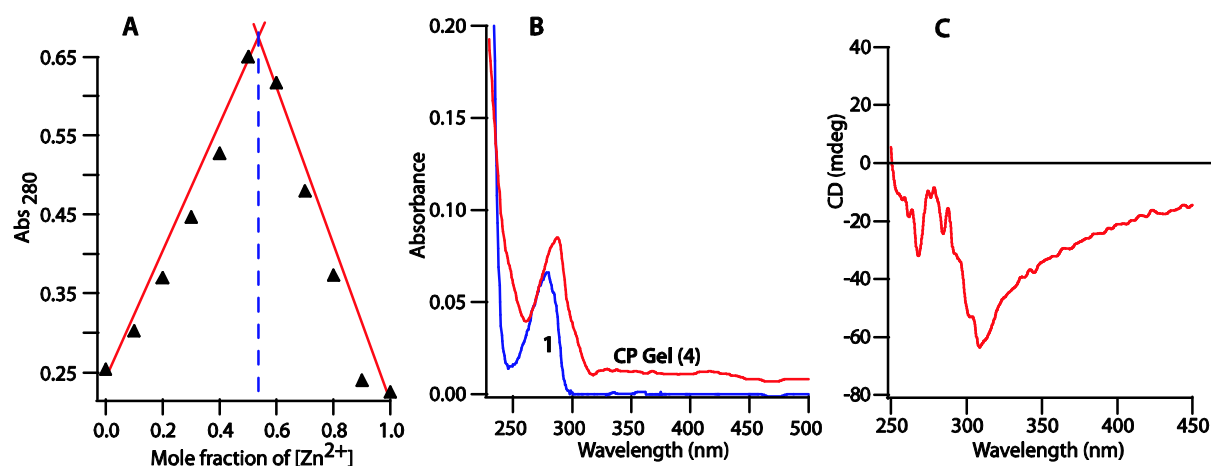 A
Abs 280
0.65
0.55
0.45
0.35
0.25
0.0 0.2 0.4 0.6 0.8 1.0
Mole fraction of [Zn2+]
B
Absorbance
0.20
0.15
0.10
0.05
0.00
1
CP Gel (4)
250 300 350 400 450 500
Wavelength (nm)
C
CD (mdeg)
40
20
0
-20
-40
-60
-80
250 300 350 400 450
Wavelength (nm)